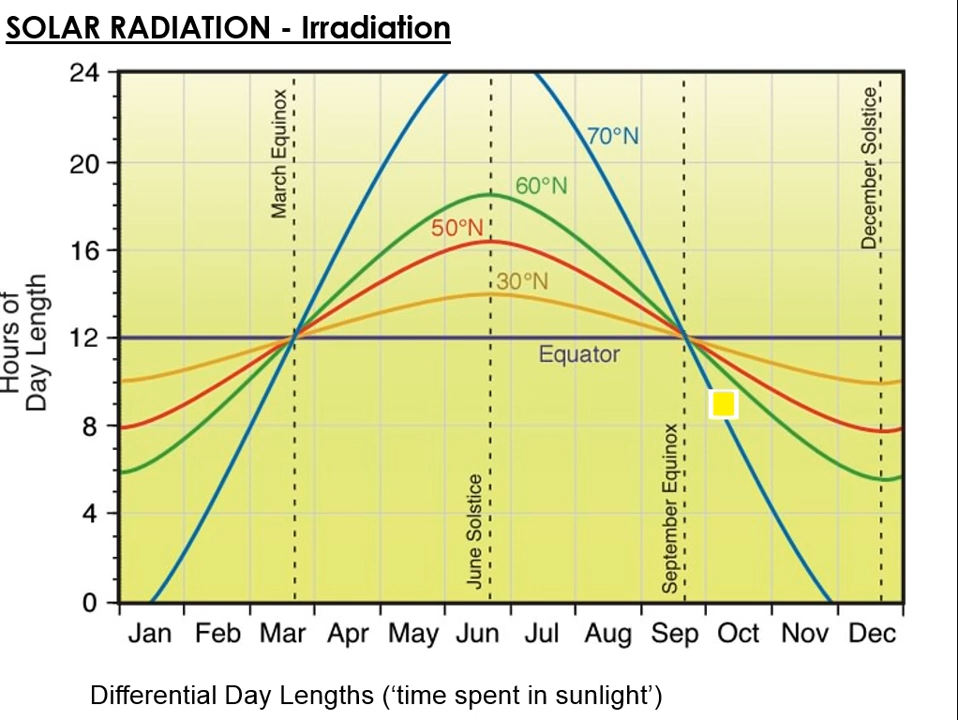 SOLAR RADIATION - Irradiation
24
20
16
12
8
4
0
Hours of
Day Length
March Equinox
June Solstice
September Equinox
December Solstice
70°N
60°N
50°N
30°N
Equator
Jan Feb Mar Apr May Jun Jul Aug Sep Oct Nov Dec
Differential Day Lengths (‘time spent in sunlight’)